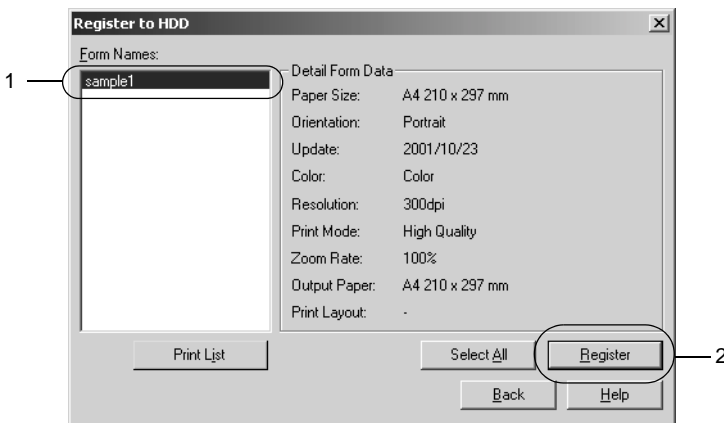 Register to HDD
Form Names:
1
sample1
Detail Form Data
Paper Size: A4 210 x 297 mm
Orientation: Portrait
Update: 2001/10/23
Color: Color
Resolution: 300dpi
Print Mode: High Quality
Zoom Rate: 100%
Output Paper: A4 210 x 297 mm
Print Layout: -
Print List
Select All
Register
2
Back
Help